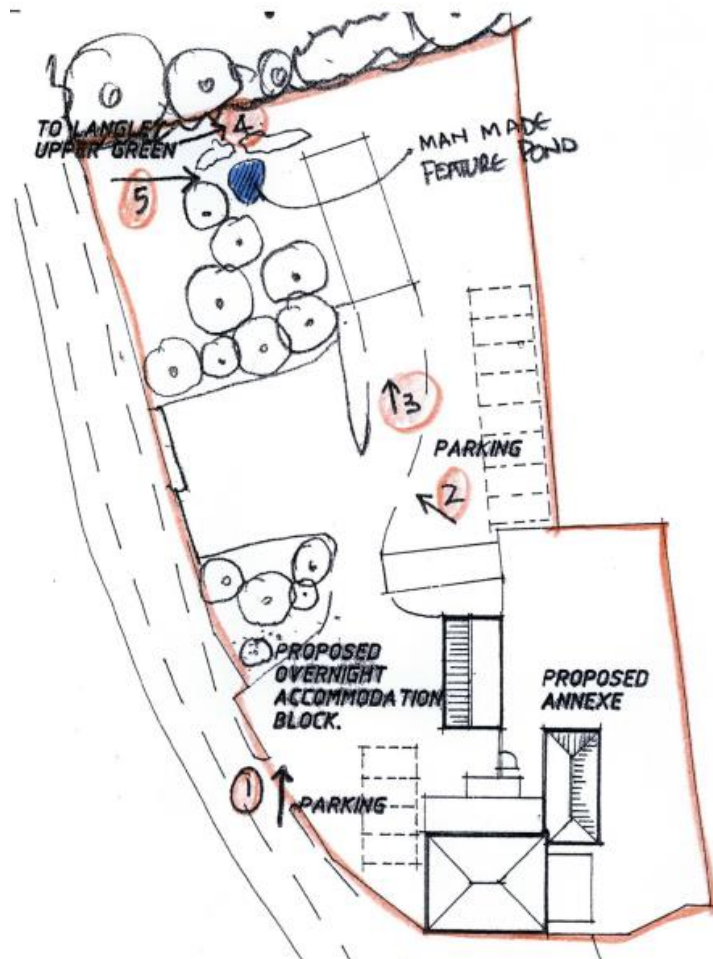 TO LANGLEY
UPPER GREEN
4
MAN MADE
FEATURE POND
5
3
PARKING
2
PROPOSED
OVERNIGHT
ACCOMMODATION
BLOCK.
PROPOSED
ANNEXE
1
PARKING